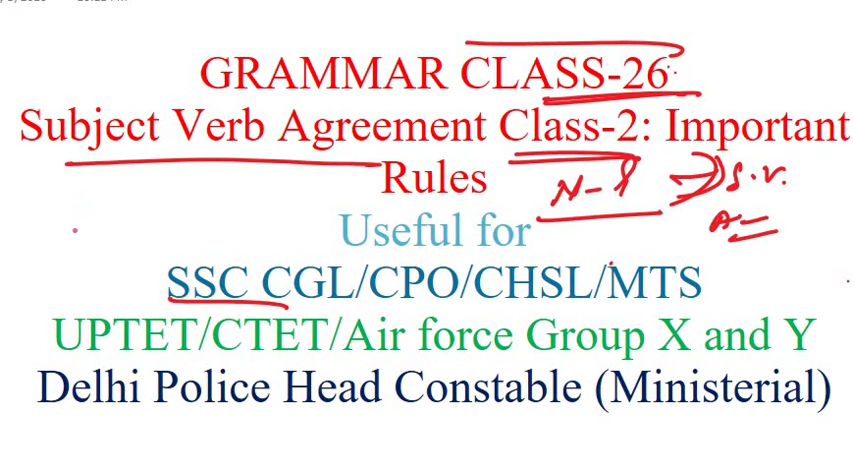 GRAMMAR CLASS-26
Subject Verb Agreement Class-2: Important
Rules
N-P
S.V.
A
Useful for
SSC CGL/CPO/CHSL/MTS
UPTET/CTET/Air force Group X and Y
Delhi Police Head Constable (Ministerial)